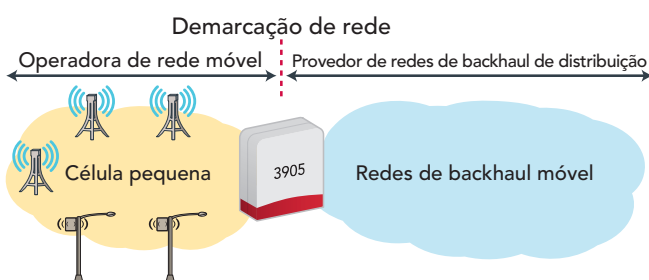 Demarcação de rede
Operadora de rede móvel
Provedor de redes de backhaul de distribuição
Célula pequena
3905
Redes de backhaul móvel